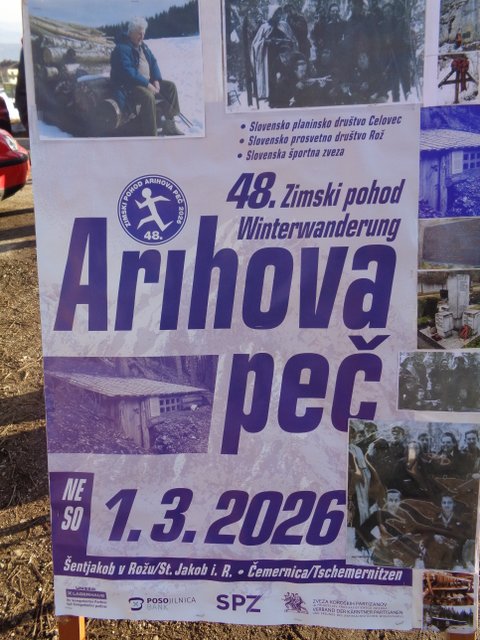 • Slovensko planinsko društvo Celovec
• Slovensko prosvetno društvo Rož
• Slovenska športna zveza
48. Zimski pohod
Winterwanderung
ZIMSKI POHOD ARIHOVA PEČ 2026
48.
Arihova
peč
NE
SO
1.3.2026
Šentjakob v Rožu/St. Jakob i. R. • Čemernica/Tschemernitzen
LAGERHAUS
POSOJILNICA
BANK
SPZ
ZVEZA KOROŠKIH PARTIZANOV
VERBAND DER KÄRNTNER PARTISANEN